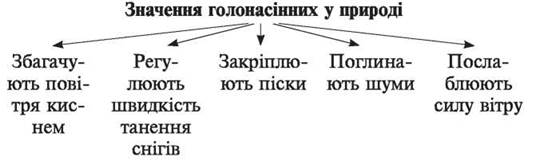 Значення голонасінних у природі
Збагачу-
ють пові-
тря кис-
нем
Регу-
люють
швидкість
танення
снігів
Закріплю-
ють піски
Поглина-
ють шуми
Посла-
блюють
силу вітру